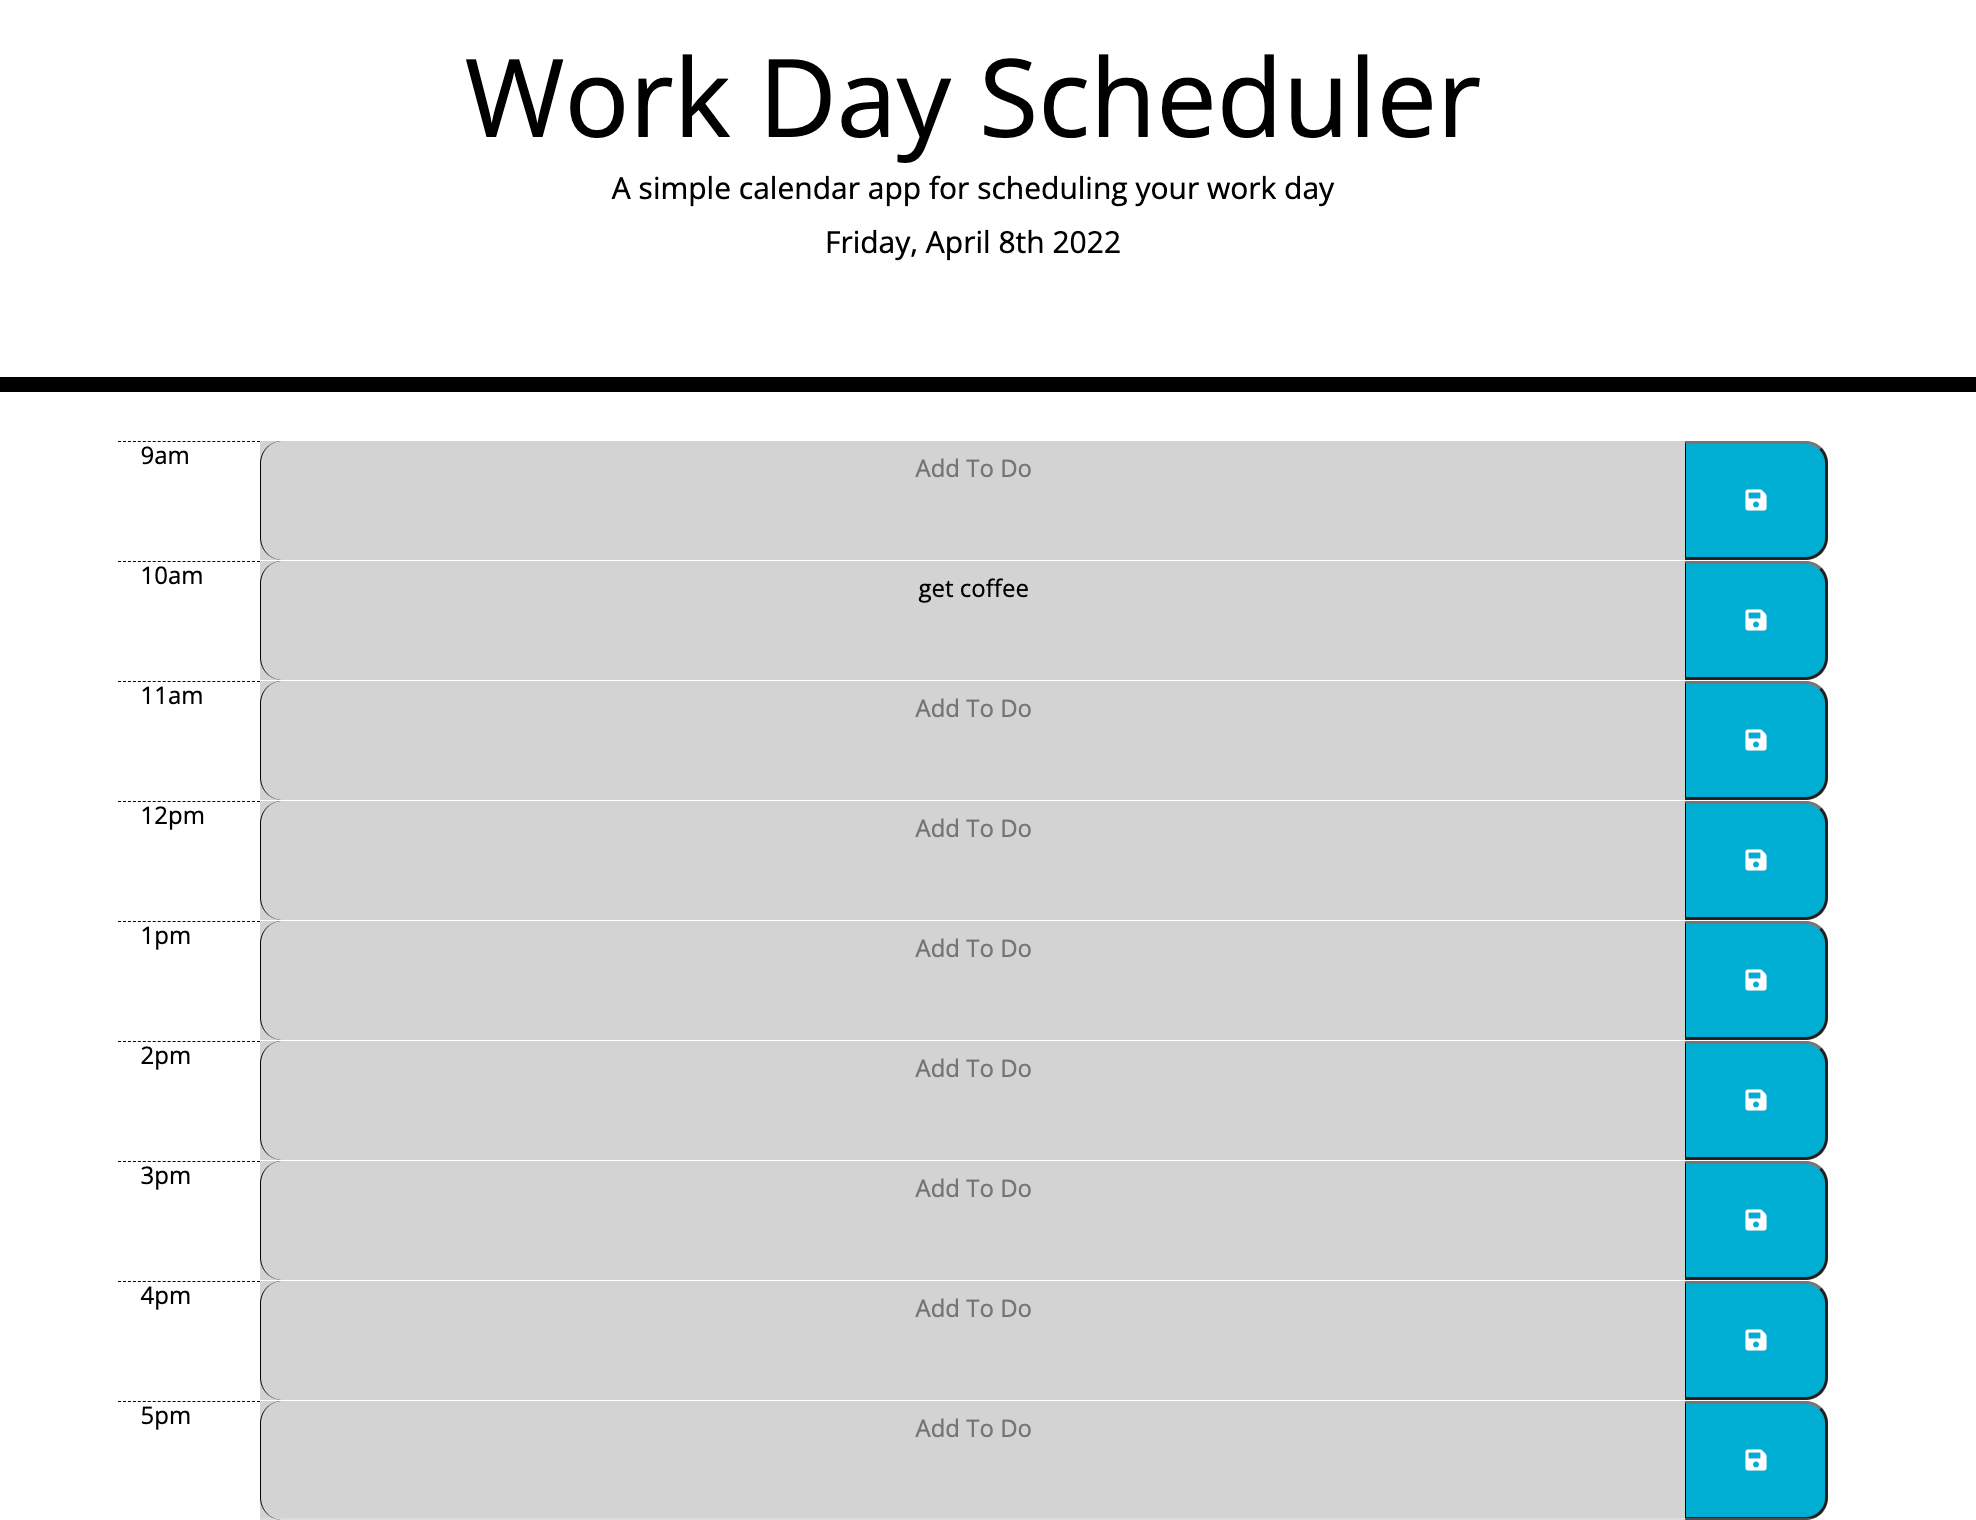 Work Day Scheduler
A simple calendar app for scheduling your work day
Friday, April 8th 2022
9am
Add To Do
10am
get coffee
11am
Add To Do
12pm
Add To Do
1pm
Add To Do
2pm
Add To Do
3pm
Add To Do
4pm
Add To Do
5pm
Add To Do